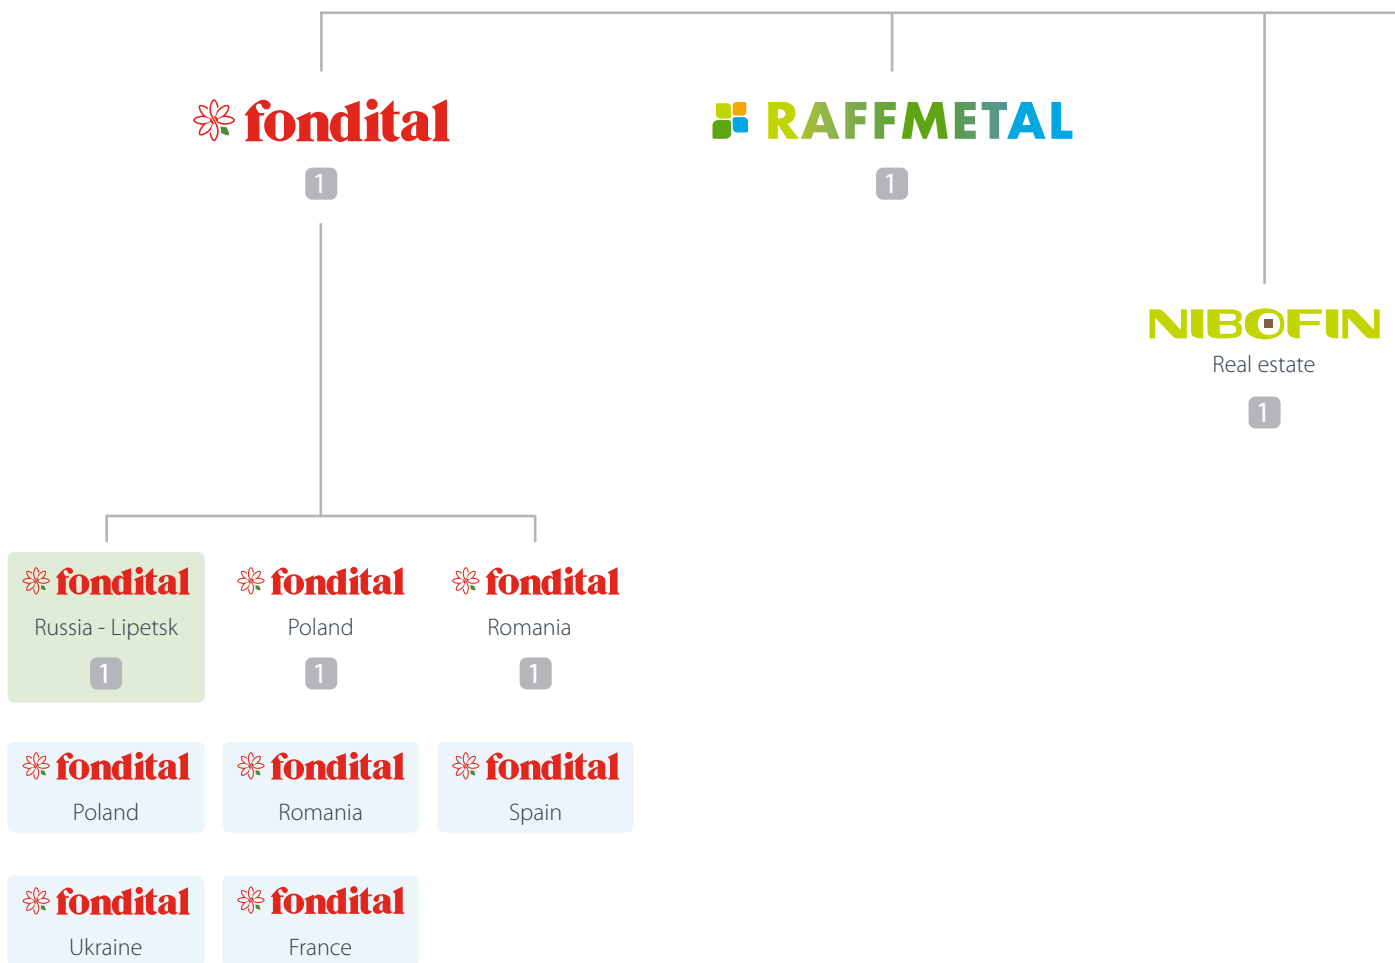 fondital
RAFFMETAL
1
1
NIBOFIN
Real estate
1
fondital
fondital
fondital
Russia - Lipetsk
Poland
Romania
1
1
1
fondital
fondital
fondital
Poland
Romania
Spain
fondital
fondital
Ukraine
France